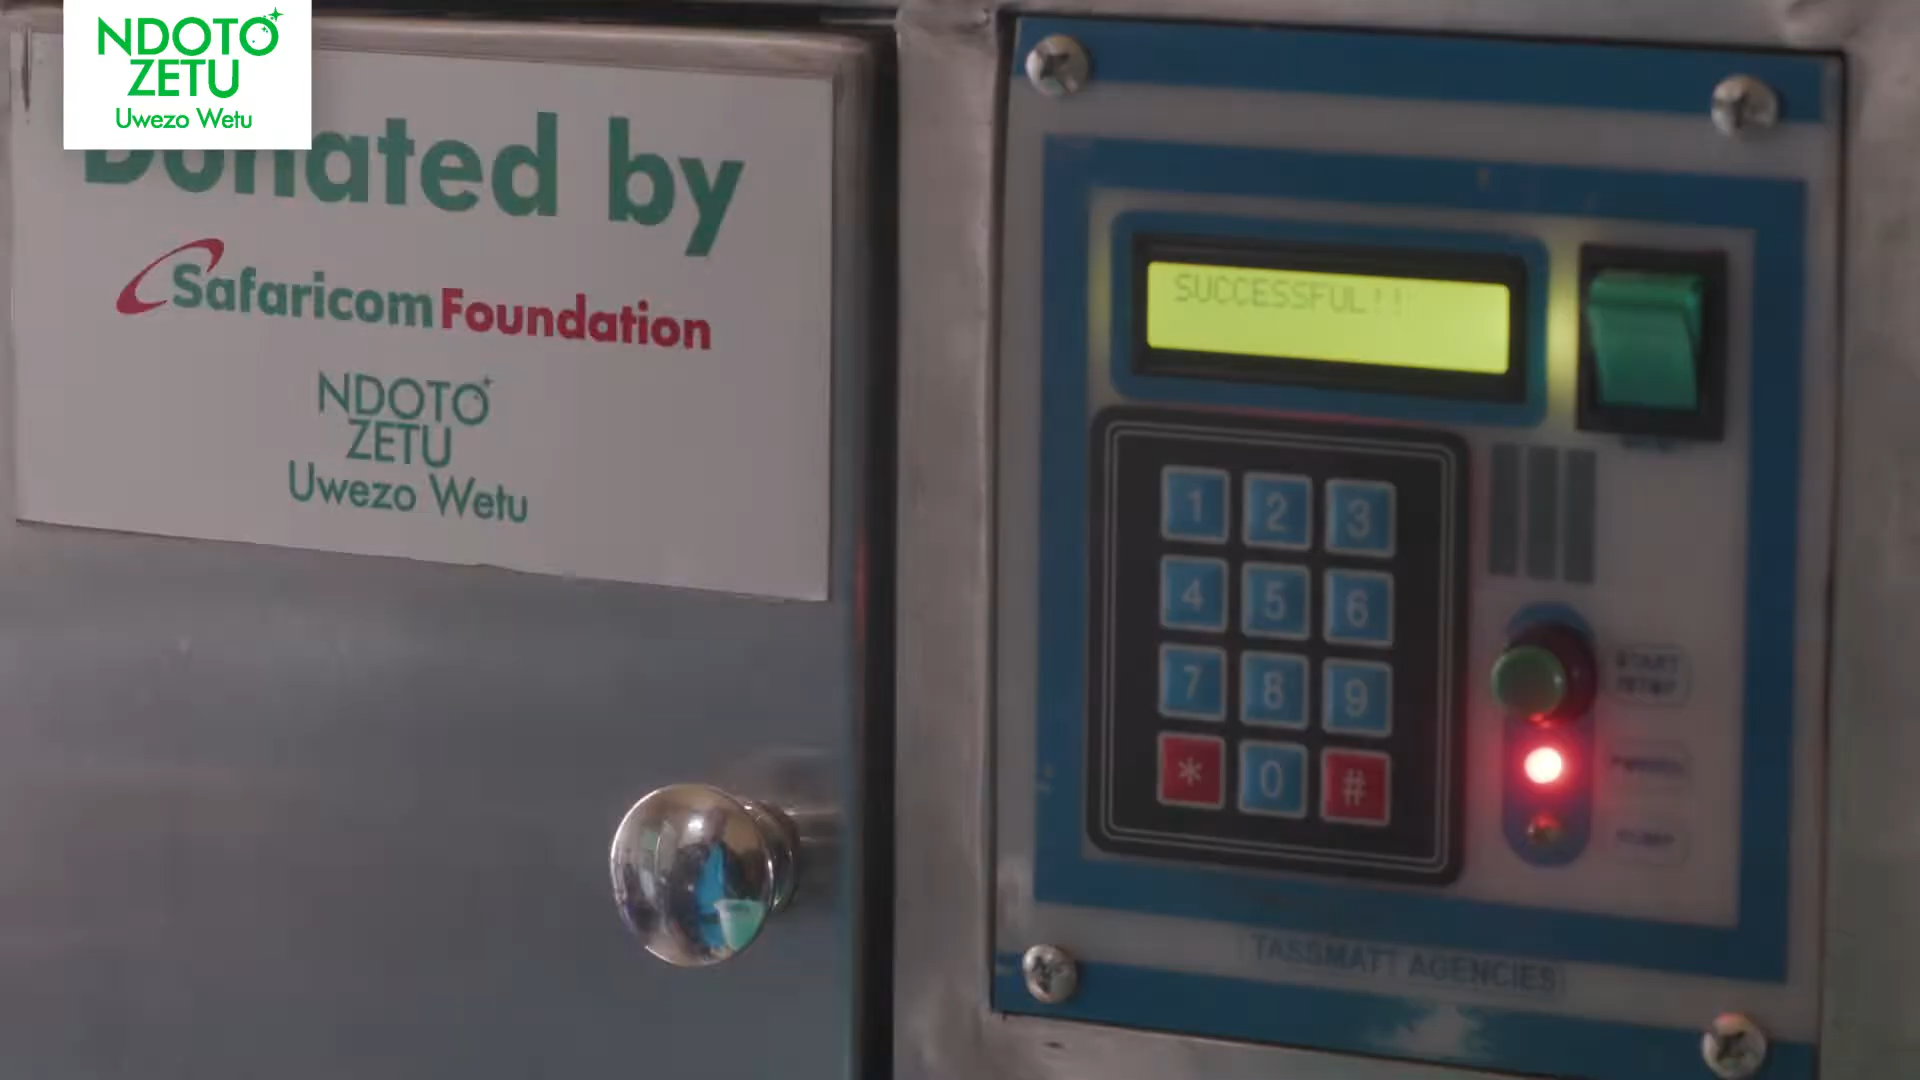 NDOTO
ZETU
Uwezo Wetu
Donated by
Safaricom Foundation
NDOTO
ZETU
Uwezo Wetu
SUCCESSFUL!!
1 2 3
4 5 6
7 8 9
* 0 #
START
TASSMATT AGENCIES